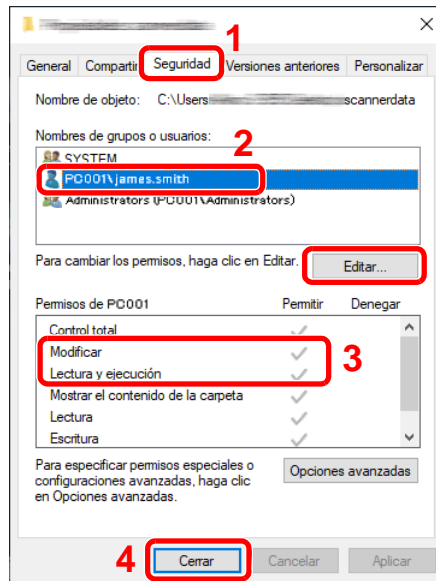 1
General Compartir Seguridad Versiones anteriores Personalizar
Nombre de objeto: C:\Users scannerdata
Nombres de grupos o usuarios:
2
SYSTEM
PC001\james.smith
Administrators (PC001\Administrators)
Para cambiar los permisos, haga clic en Editar. Editar...
Permisos de PC001 Permitir Denegar
Control total
Modificar
3
Lectura y ejecución
Mostrar el contenido de la carpeta
Lectura
Escritura
Para especificar permisos especiales o
configuraciones avanzadas, haga clic
en Opciones avanzadas.
Opciones avanzadas
4 Cerrar Cancelar Aplicar